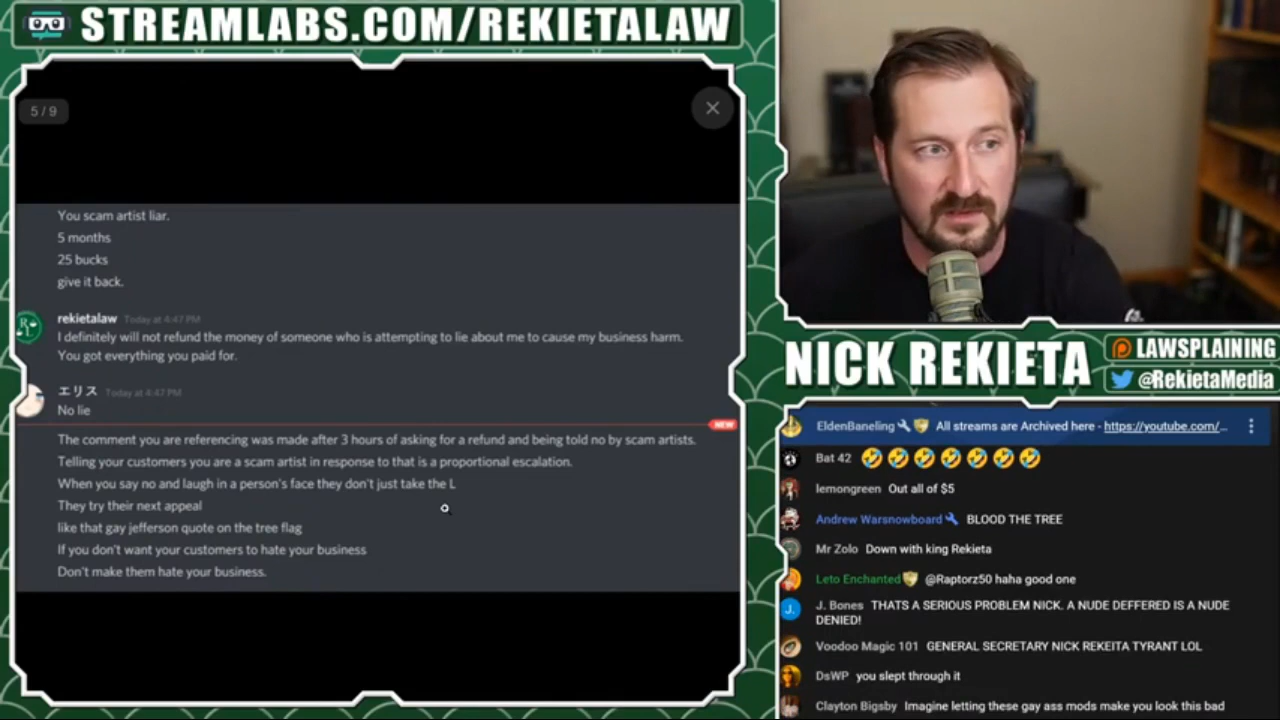 STREAMLABS.COM/REKIETALAW
5 / 9
You scam artist liar.
5 months
25 bucks
give it back.
rekietalaw Today at 4:47 PM
I definitely will not refund the money of someone who is attempting to lie about me to cause my business harm.
You got everything you paid for.
エリス Today at 4:47 PM
No lie
NEW
The comment you are referencing was made after 3 hours of asking for a refund and being told no by scam artists.
Telling your customers you are a scam artist in response to that is a proportional escalation.
When you say no and laugh in a person's face they don't just take the L
They try their next appeal
like that gay jefferson quote on the tree flag
If you don't want your customers to hate your business
Don't make them hate your business.
NICK REKIETA
LAWSPLAINING
@RekietaMedia
EldenBaneling All streams are Archived here - https://youtube.com/...
Bat 42 🤣🤣🤣🤣🤣🤣🤣
lemongreen Out all of $5
Andrew Warsnowboard BLOOD THE TREE
Mr Zolo Down with king Rekieta
Leto Enchanted @Raptorz50 haha good one
J. Bones THATS A SERIOUS PROBLEM NICK. A NUDE DEFFERED IS A NUDE
DENIED!
Voodoo Magic 101 GENERAL SECRETARY NICK REKEITA TYRANT LOL
DsWP you slept through it
Clayton Bigsby Imagine letting these gay ass mods make you look this bad